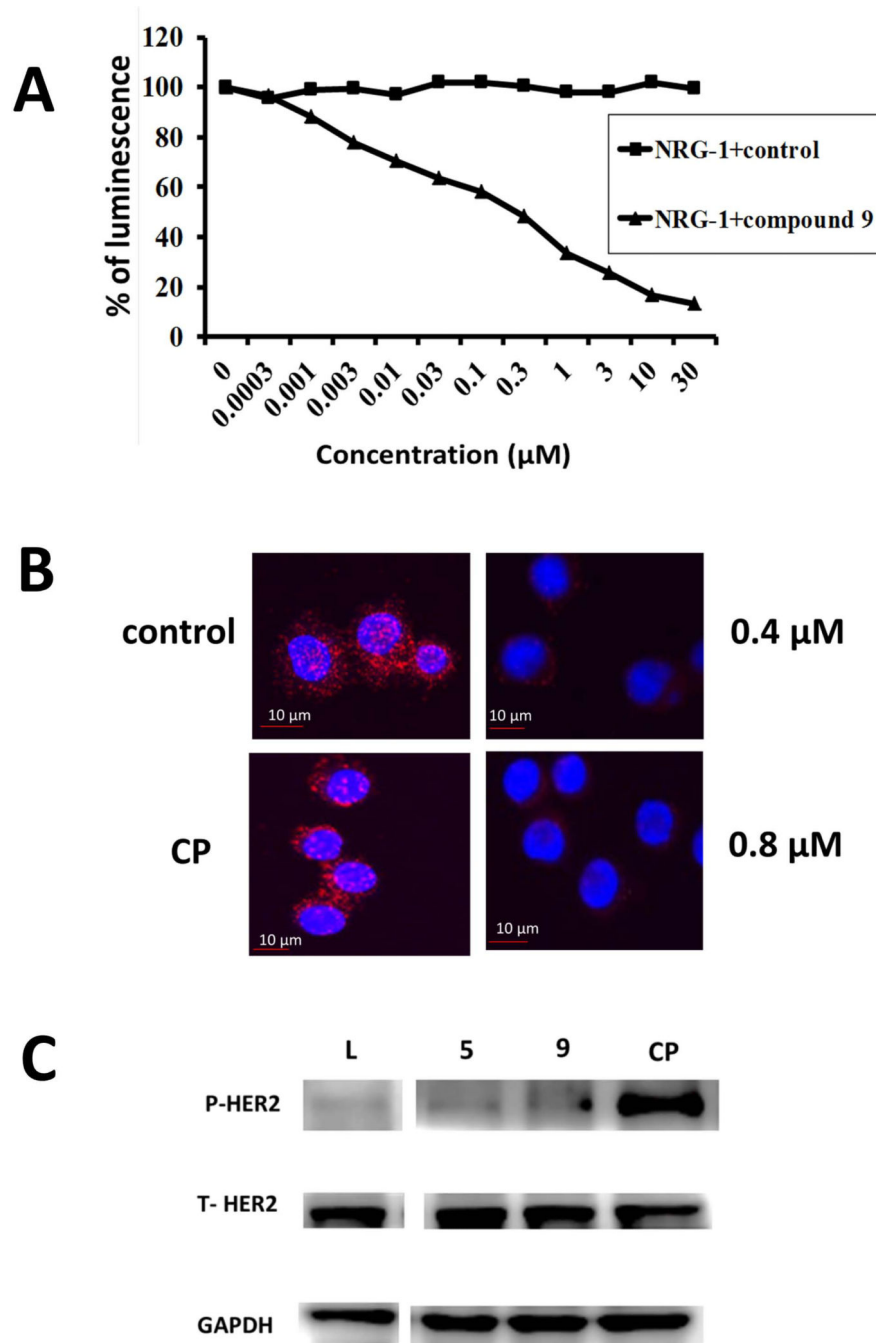 A
% of luminescence
120
100
80
60
40
20
0
NRG-1+control
NRG-1+compound 9
0
0.0003
0.001
0.003
0.01
0.03
0.1
0.3
1
3
10
30
Concentration (µM)
B
control
0.4 µM
10 µm
10 µm
CP
0.8 µM
10 µm
10 µm
C
L 5 9 CP
P-HER2
T- HER2
GAPDH